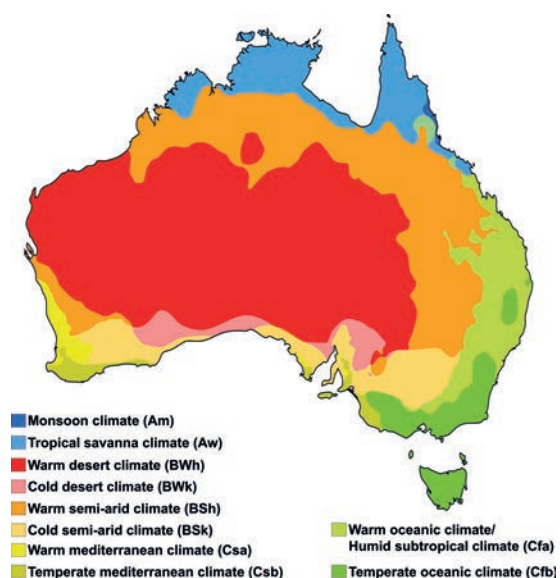 Monsoon climate (Am)
Tropical savanna climate (Aw)
Warm desert climate (BWh)
Cold desert climate (BWk)
Warm semi-arid climate (BSh)
Cold semi-arid climate (BSk)
Warm mediterranean climate (Csa)
Temperate mediterranean climate (Csb)
Warm oceanic climate/
Humid subtropical climate (Cfa)
Temperate oceanic climate (Cfb)